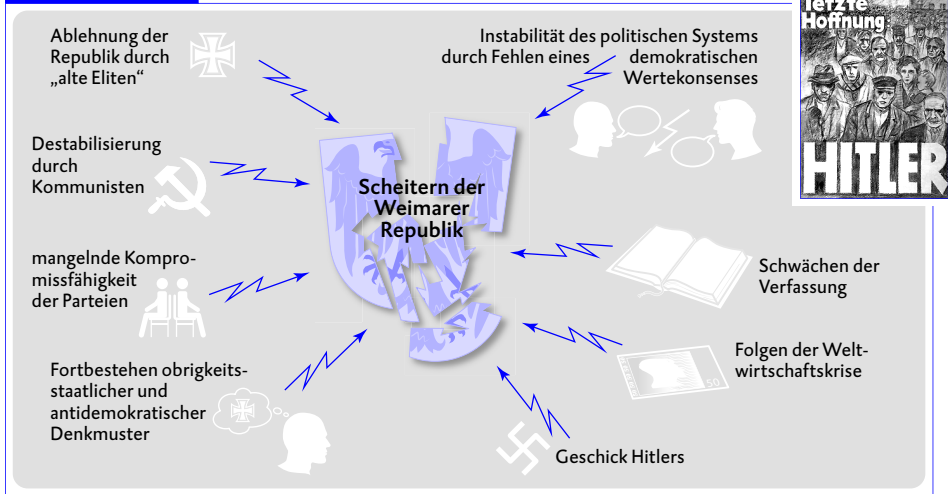 letzte
Hoffnung
HITLER
Ablehnung der
Republik durch
„alte Eliten“
Instabilität des politischen Systems
durch Fehlen eines demokratischen
Wertekonsenses
Destabilisierung
durch
Kommunisten
Scheitern der
Weimarer
Republik
mangelnde Kompro-
missfähigkeit
der Parteien
Schwächen der
Verfassung
Fortbestehen obrigkeits-
staatlicher und
antidemokratischer
Denkmuster
Folgen der Welt-
wirtschaftskrise
50
Geschick Hitlers